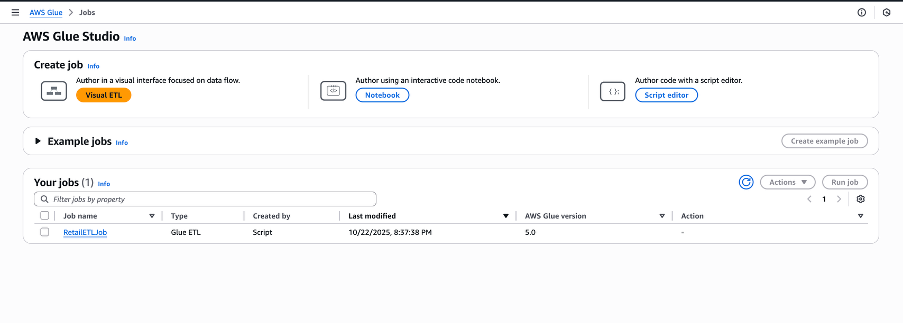 AWS Glue > Jobs
AWS Glue Studio Info
Create job Info
Author in a visual interface focused on data flow.
Visual ETL
Author using an interactive code notebook.
Notebook
Author code with a script editor.
Script editor
Example jobs Info
Create example job
Your jobs (1) Info
Actions
Run job
Filter jobs by property
1
Job name Type Created by Last modified AWS Glue version Action
RetailETLJob Glue ETL Script 10/22/2025, 8:37:38 PM 5.0 -